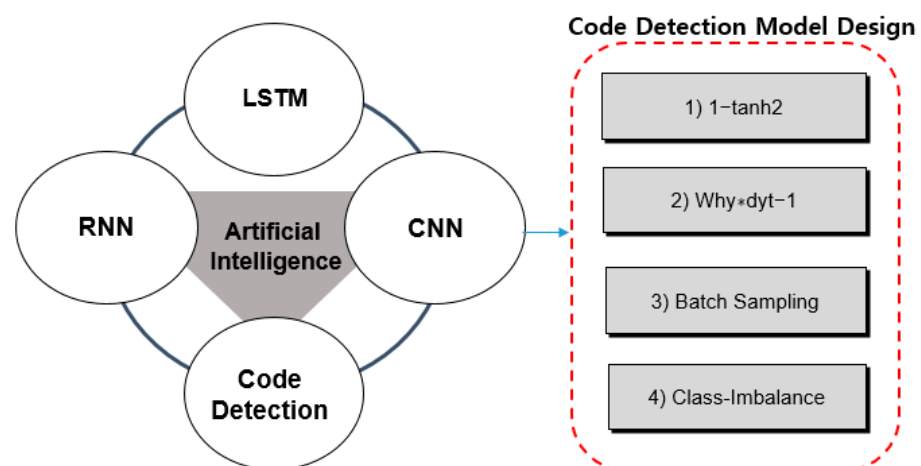 Code Detection Model Design
LSTM
RNN
Artificial
Intelligence
CNN
Code
Detection
1) 1-tanh2
2) Why*dyt-1
3) Batch Sampling
4) Class-Imbalance